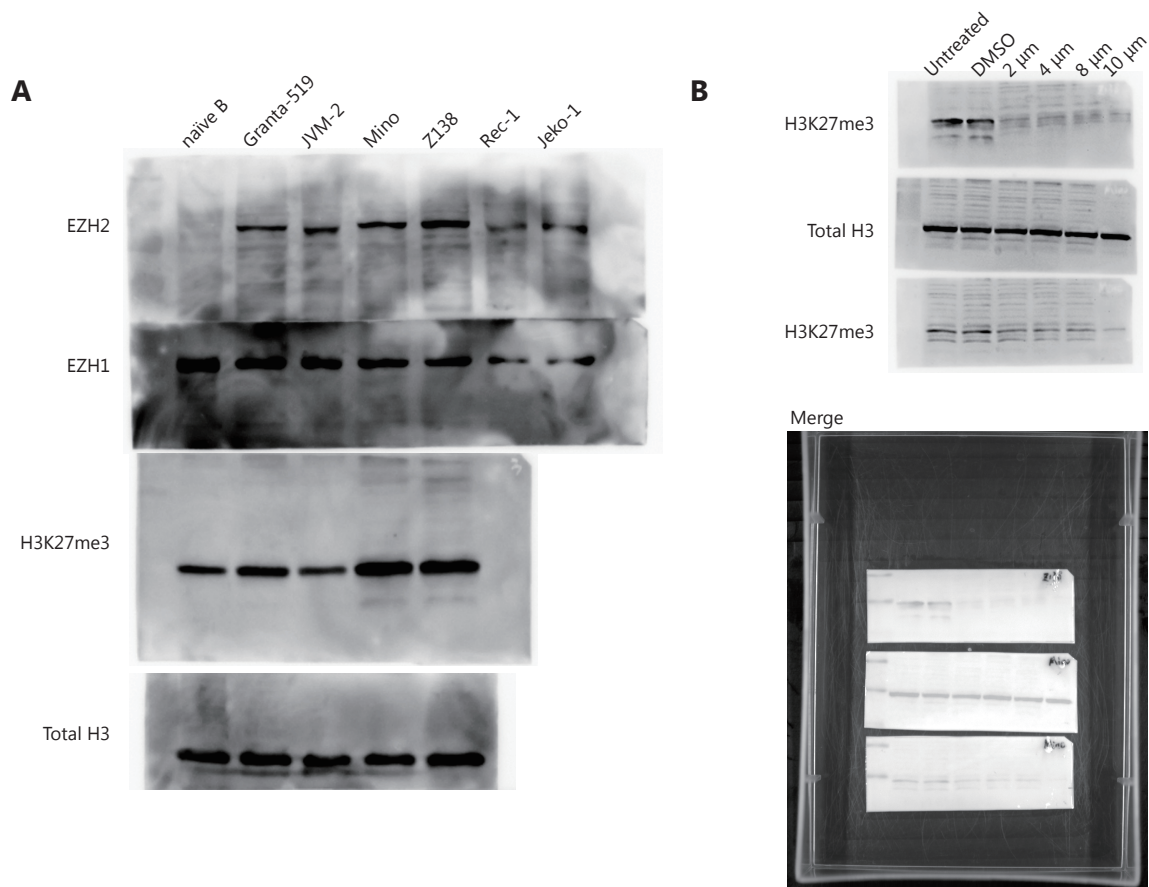 A
naïve B
Granta-519
JVM-2
Mino
Z138
Rec-1
Jeko-1
EZH2
EZH1
H3K27me3
Total H3
B
Untreated
DMSO
2 µm
4 µm
8 µm
10 µm
H3K27me3
Total H3
H3K27me3
Merge
Mino